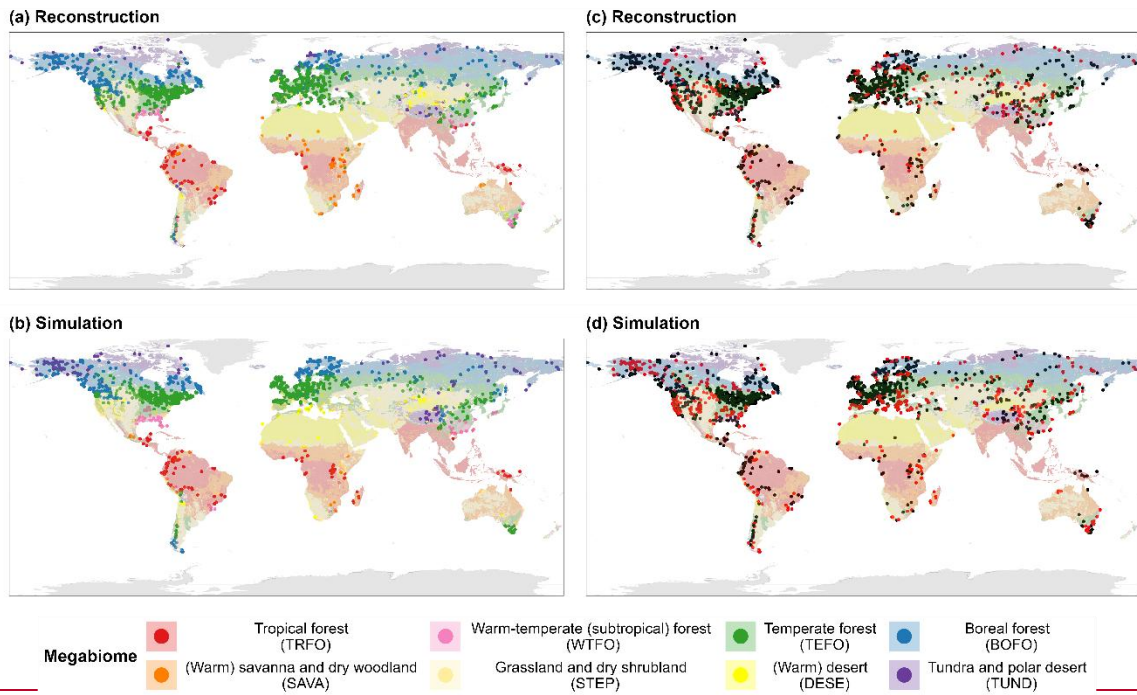 (a) Reconstruction
(c) Reconstruction
(b) Simulation
(d) Simulation
Megabiome
Tropical forest
(TRFO)
Warm-temperate (subtropical) forest
(WTFO)
Temperate forest
(TEFO)
Boreal forest
(BOFO)
(Warm) savanna and dry woodland
(SAVA)
Grassland and dry shrubland
(STEP)
(Warm) desert
(DESE)
Tundra and polar desert
(TUND)